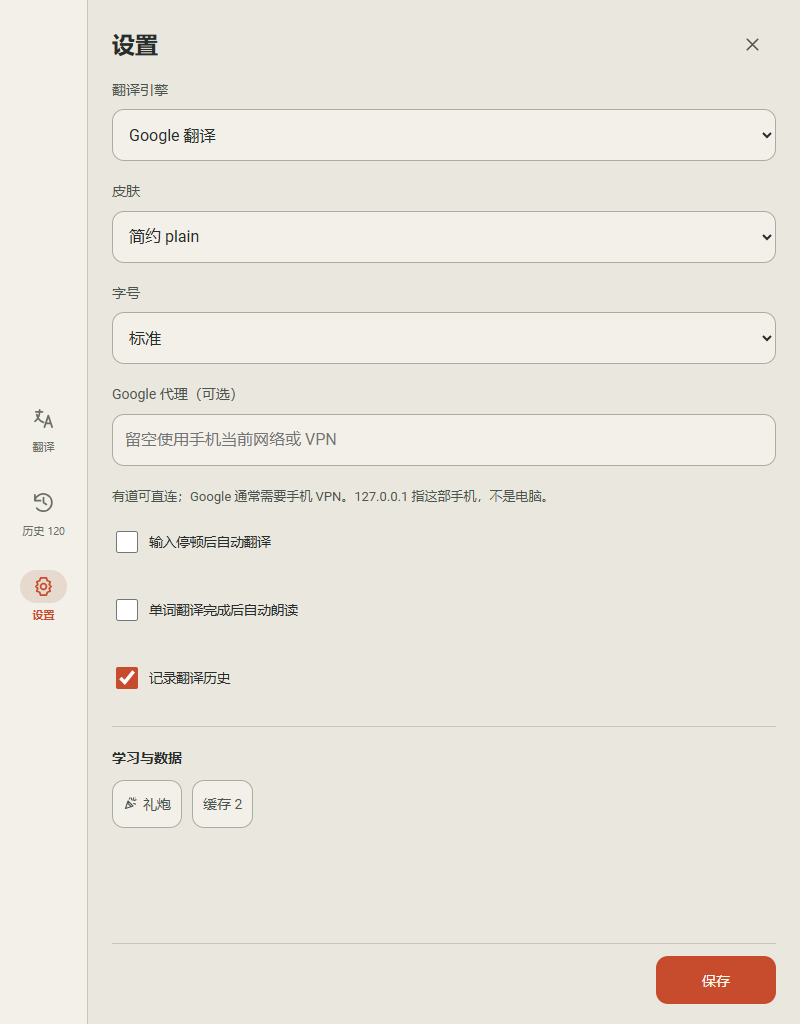 设置
翻译引擎
Google 翻译
皮肤
简约 plain
字号
标准
Google 代理（可选）
留空使用手机当前网络或 VPN
有道可直连；Google 通常需要手机 VPN。127.0.0.1 指这部手机，不是电脑。
输入停顿后自动翻译
单词翻译完成后自动朗读
记录翻译历史
学习与数据
礼炮
缓存 2
保存
翻译
历史 120
设置